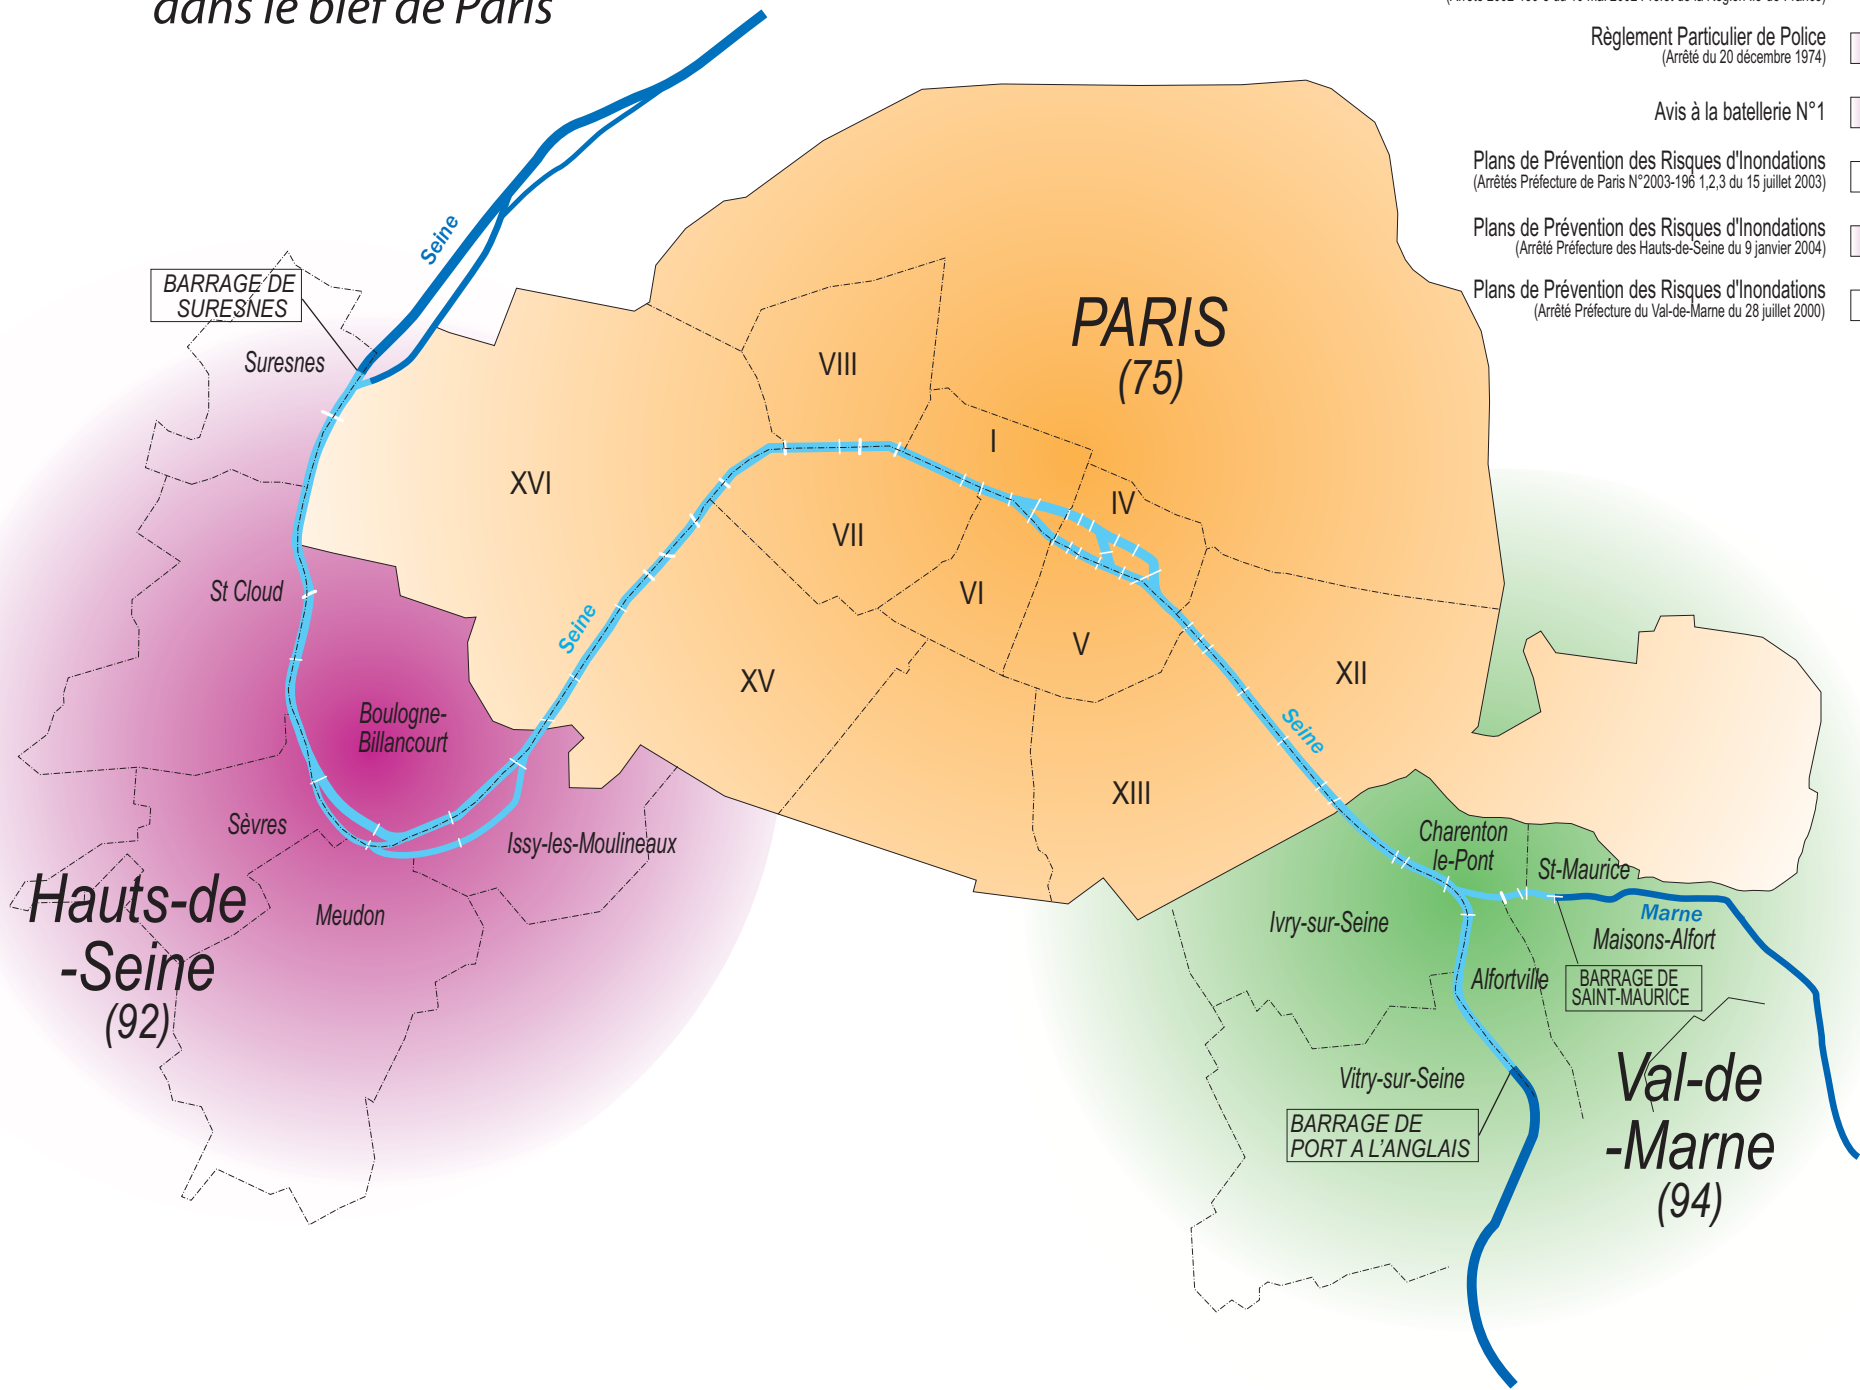 dans le bief de Paris
Règlement Particulier de Police
(Arrêté du 20 décembre 1974)
Avis à la batellerie N°1
Plans de Prévention des Risques d'Inondations
(Arrêtés Préfecture de Paris N°2003-196 1,2,3 du 15 juillet 2003)
Plans de Prévention des Risques d'Inondations
(Arrêté Préfecture des Hauts-de-Seine du 9 janvier 2004)
Plans de Prévention des Risques d'Inondations
(Arrêté Préfecture du Val-de-Marne du 28 juillet 2000)
Seine
BARRAGE DE
SURESNES
Suresnes
PARIS
(75)
VIII
I
XVI
IV
VII
St Cloud
VI
Seine
V
XV
XII
Boulogne-
Billancourt
Seine
XIII
Sèvres
Issy-les-Moulineaux
Charenton
le-Pont
St-Maurice
Hauts-de
-Seine
(92)
Meudon
Ivry-sur-Seine
Marne
Maisons-Alfort
Alfortville
BARRAGE DE
SAINT-MAURICE
Vitry-sur-Seine
Val-de
-Marne
(94)
BARRAGE DE
PORT A L'ANGLAIS